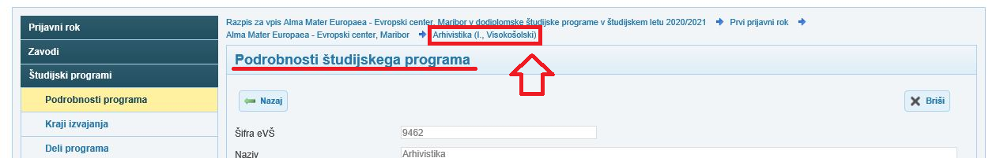 Prijavni rok
Zavodi
Študijski programi
Podrobnosti programa
Kraji izvajanja
Deli programa
Razpis za vpis Alma Mater Europaea - Evropski center, Maribor v dodiplomske študijske programe v študijskem letu 2020/2021 Prvi prijavni rok
Alma Mater Europaea - Evropski center, Maribor Arhivistika (I., Visokošolski)
Podrobnosti študijskega programa
Nazaj Briši
Šifra eVŠ 9462
Naziv Arhivistika